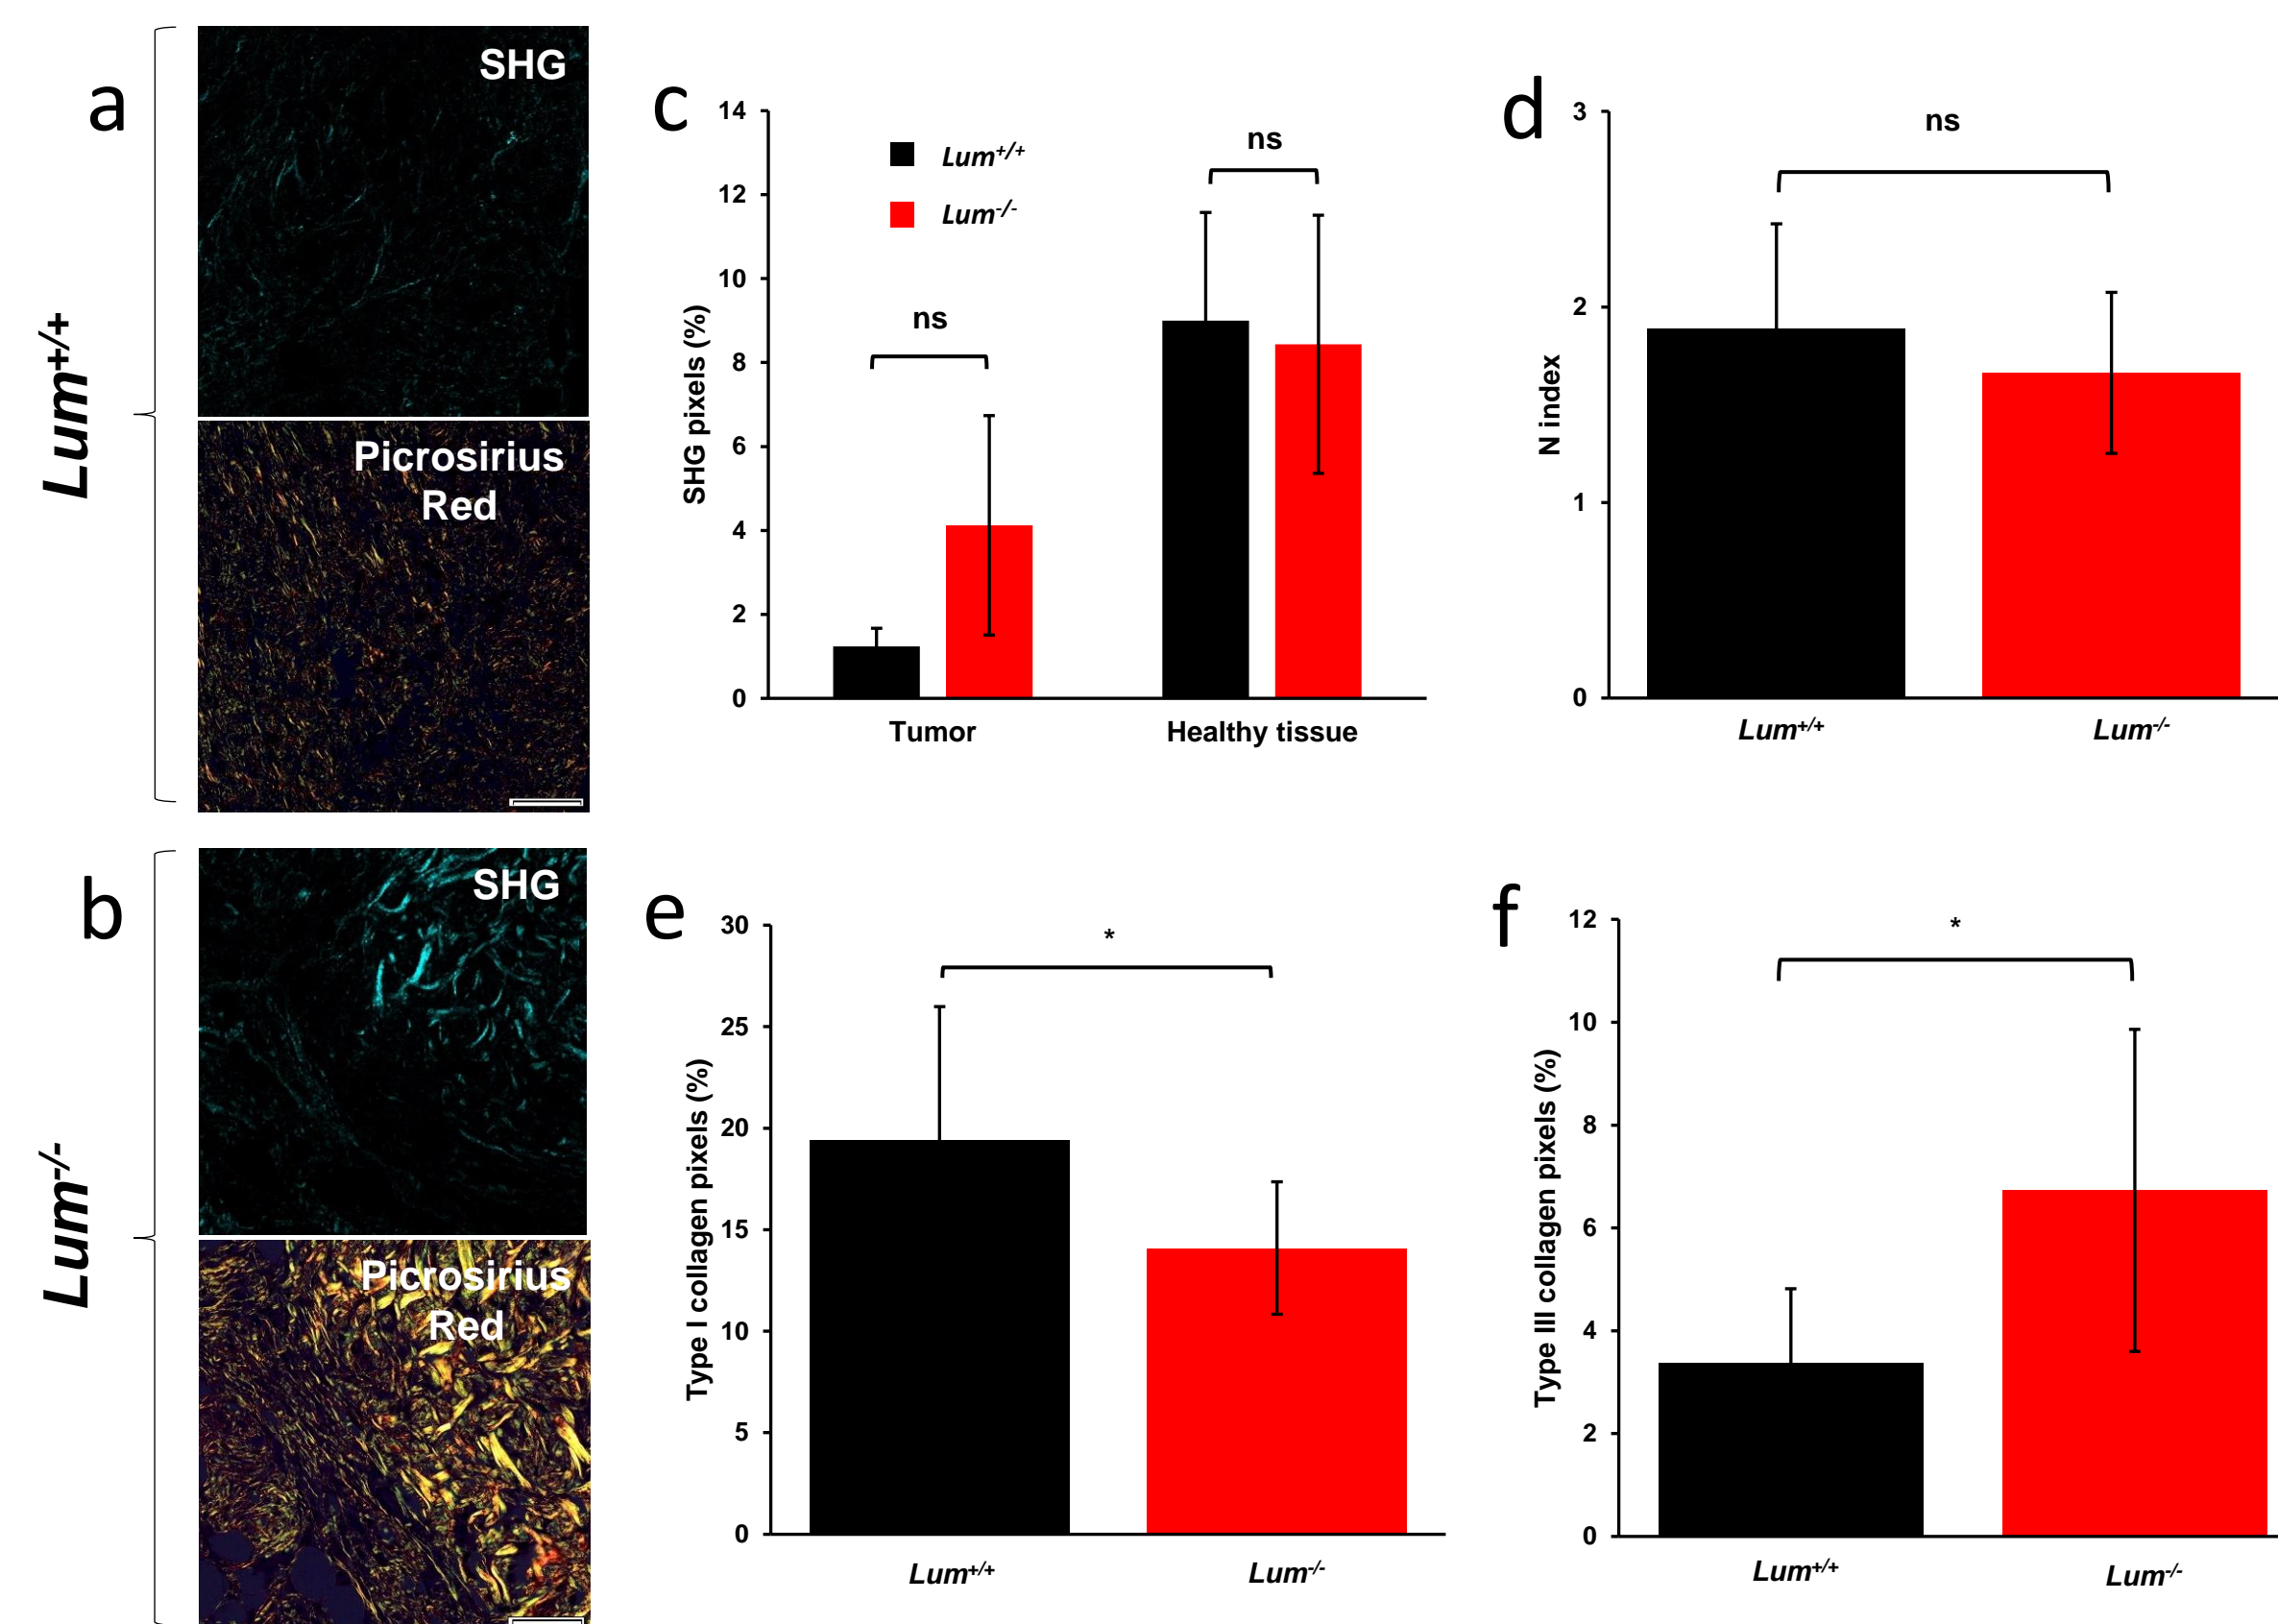 a
Lum+/+
SHG
Picrosirius
Red
b
Lum-/-
SHG
Picrosirius
Red
c
SHG pixels (%)
14
12
10
8
6
4
2
0
Lum+/+
Lum-/-
ns
ns
Tumor
Healthy tissue
d
N index
3
2
1
0
ns
Lum+/+
Lum-/-
e
Type I collagen pixels (%)
30
25
20
15
10
5
0
*
Lum+/+
Lum-/-
f
Type III collagen pixels (%)
12
10
8
6
4
2
0
*
Lum+/+
Lum-/-